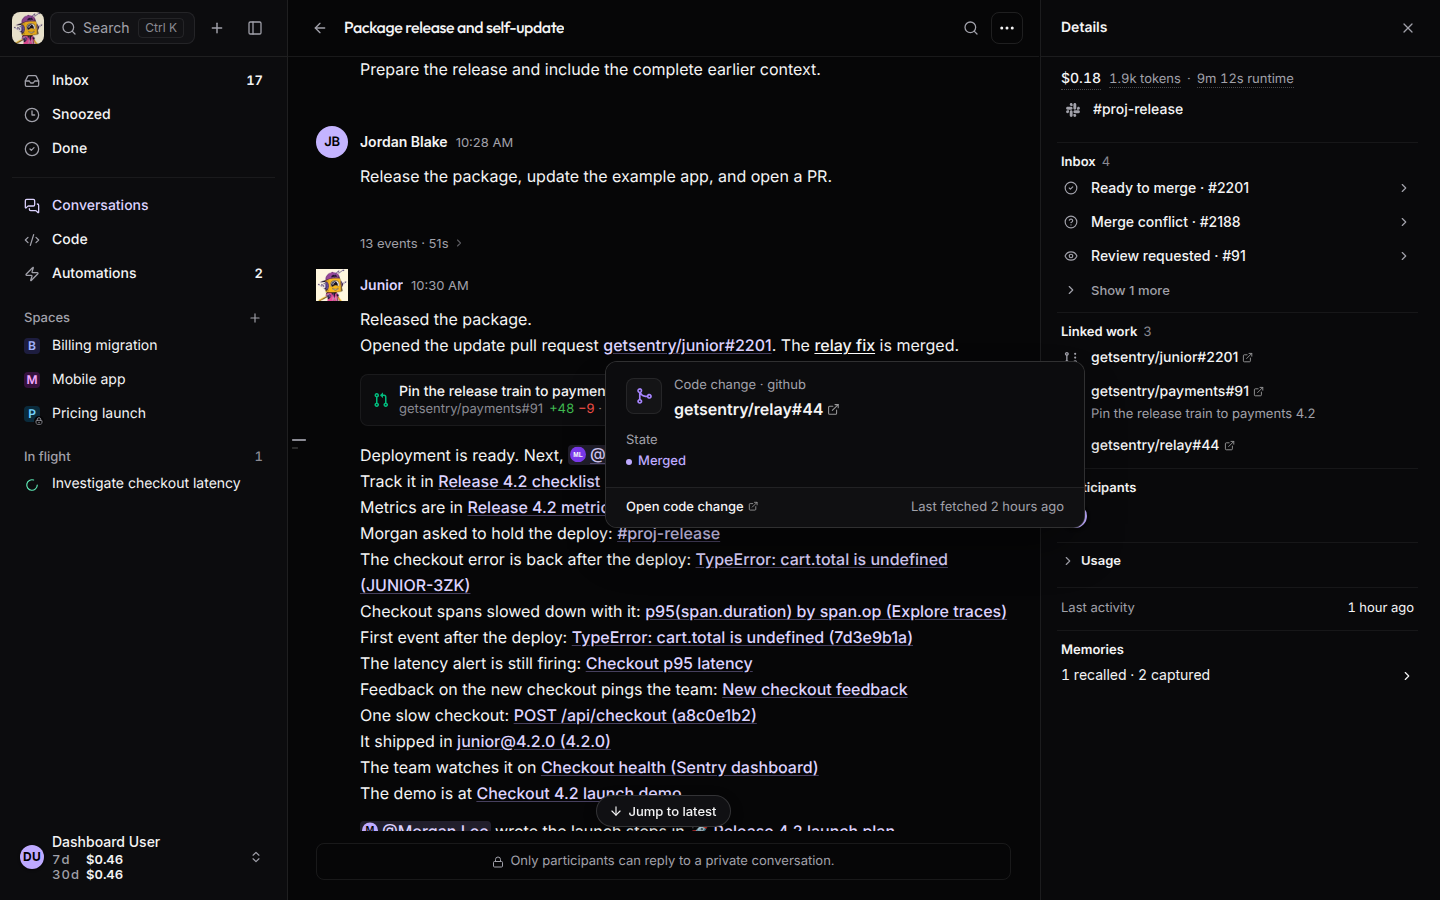 Search Ctrl K
Inbox 17
Snoozed
Done
Conversations
Code
Automations 2
Spaces
B Billing migration
M Mobile app
P Pricing launch
In flight 1
Investigate checkout latency
DU Dashboard User
7d $0.46
30d $0.46
Package release and self-update
Prepare the release and include the complete earlier context.
JB Jordan Blake 10:28 AM
Release the package, update the example app, and open a PR.
13 events · 51s
Junior 10:30 AM
Released the package.
Opened the update pull request getsentry/junior#2201. The relay fix is merged.
Pin the release train to paymen
getsentry/payments#91 +48 −9 ·
Deployment is ready. Next, ML @
Track it in Release 4.2 checklist
Metrics are in Release 4.2 metric
Morgan asked to hold the deploy: #proj-release
The checkout error is back after the deploy: TypeError: cart.total is undefined
(JUNIOR-3ZK)
Checkout spans slowed down with it: p95(span.duration) by span.op (Explore traces)
First event after the deploy: TypeError: cart.total is undefined (7d3e9b1a)
The latency alert is still firing: Checkout p95 latency
Feedback on the new checkout pings the team: New checkout feedback
One slow checkout: POST /api/checkout (a8c0e1b2)
It shipped in junior@4.2.0 (4.2.0)
The team watches it on Checkout health (Sentry dashboard)
The demo is at Checkout 4.2 launch demo
@Morgan Lee wrote the launch steps in Release 4.2 launch plan
Jump to latest
Only participants can reply to a private conversation.
Code change · github
getsentry/relay#44
State
Merged
Open code change Last fetched 2 hours ago
Details
$0.18 1.9k tokens · 9m 12s runtime
#proj-release
Inbox 4
Ready to merge · #2201
Merge conflict · #2188
Review requested · #91
Show 1 more
Linked work 3
getsentry/junior#2201
getsentry/payments#91
Pin the release train to payments 4.2
getsentry/relay#44
ticipants
Usage
Last activity 1 hour ago
Memories
1 recalled · 2 captured